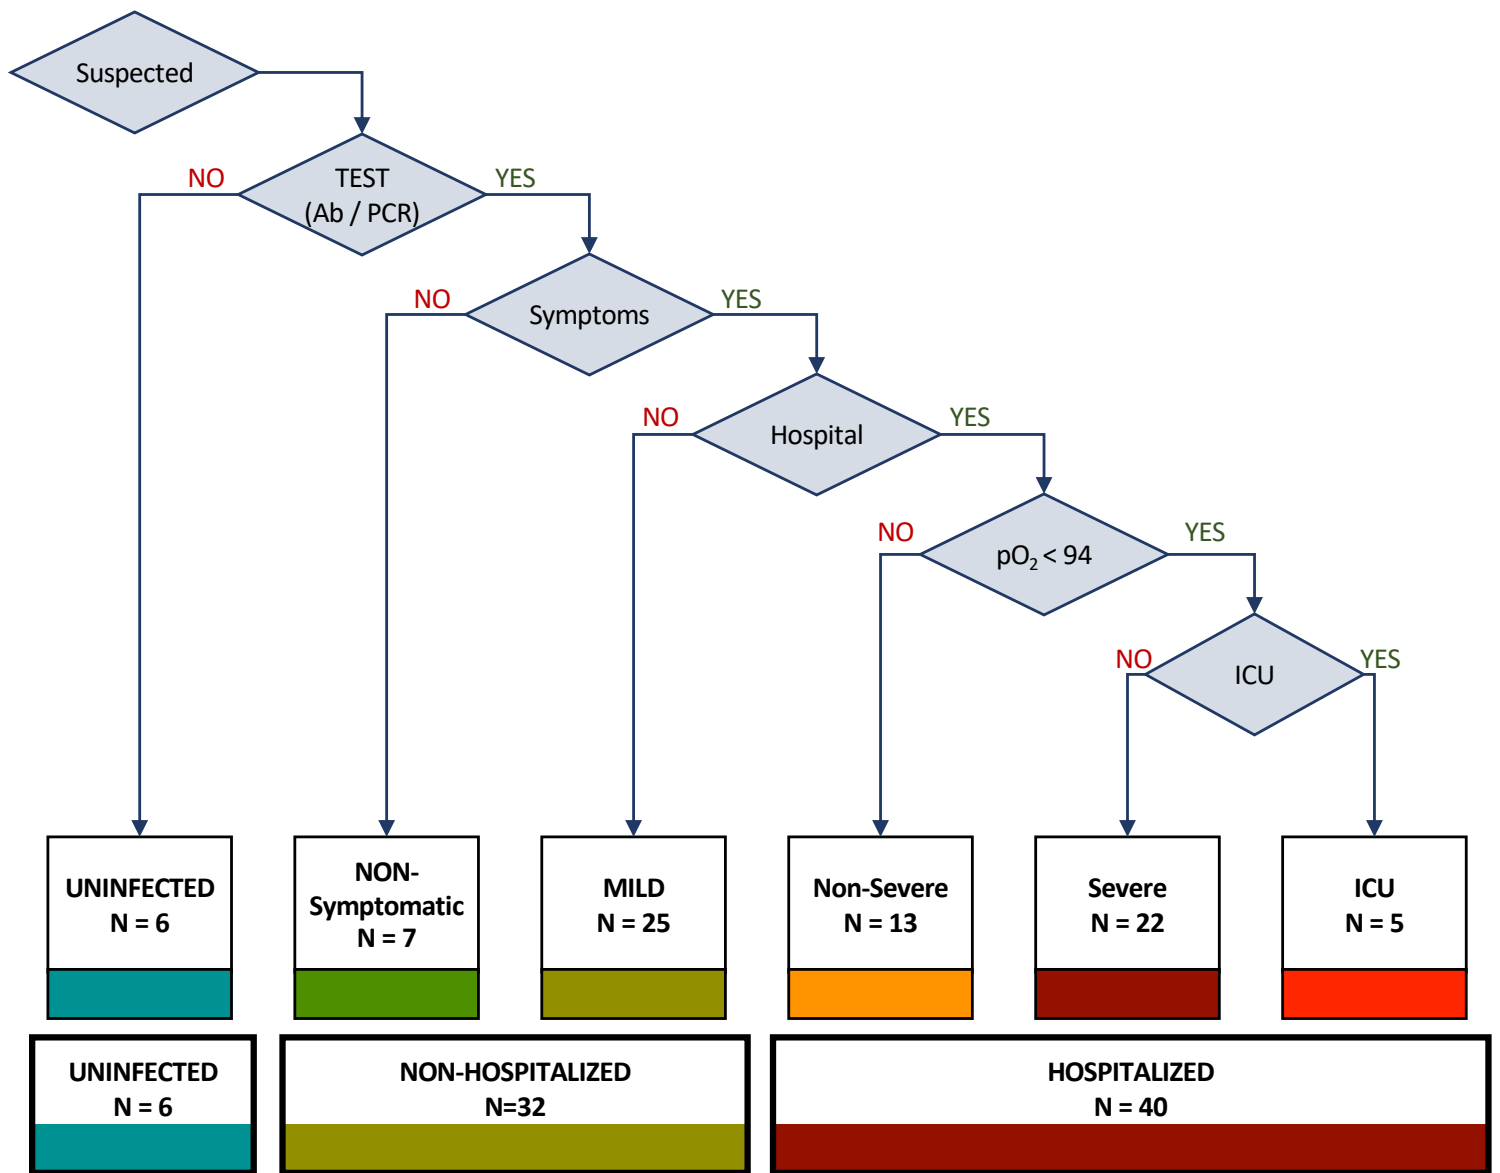 Suspected
NO
TEST
(Ab / PCR)
YES
NO
Symptoms
YES
NO
Hospital
YES
NO
pO₂ < 94
YES
NO
ICU
YES
UNINFECTED
N = 6
NON-
Symptomatic
N = 7
MILD
N = 25
Non-Severe
N = 13
Severe
N = 22
ICU
N = 5
UNINFECTED
N = 6
NON-HOSPITALIZED
N=32
HOSPITALIZED
N = 40